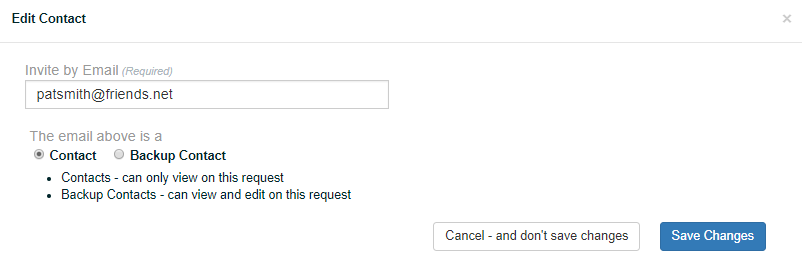 Edit Contact ×
Invite by Email (Required)
patsmith@friends.net
The email above is a
Contact Backup Contact
• Contacts - can only view on this request
• Backup Contacts - can view and edit on this request
Cancel - and don't save changes Save Changes